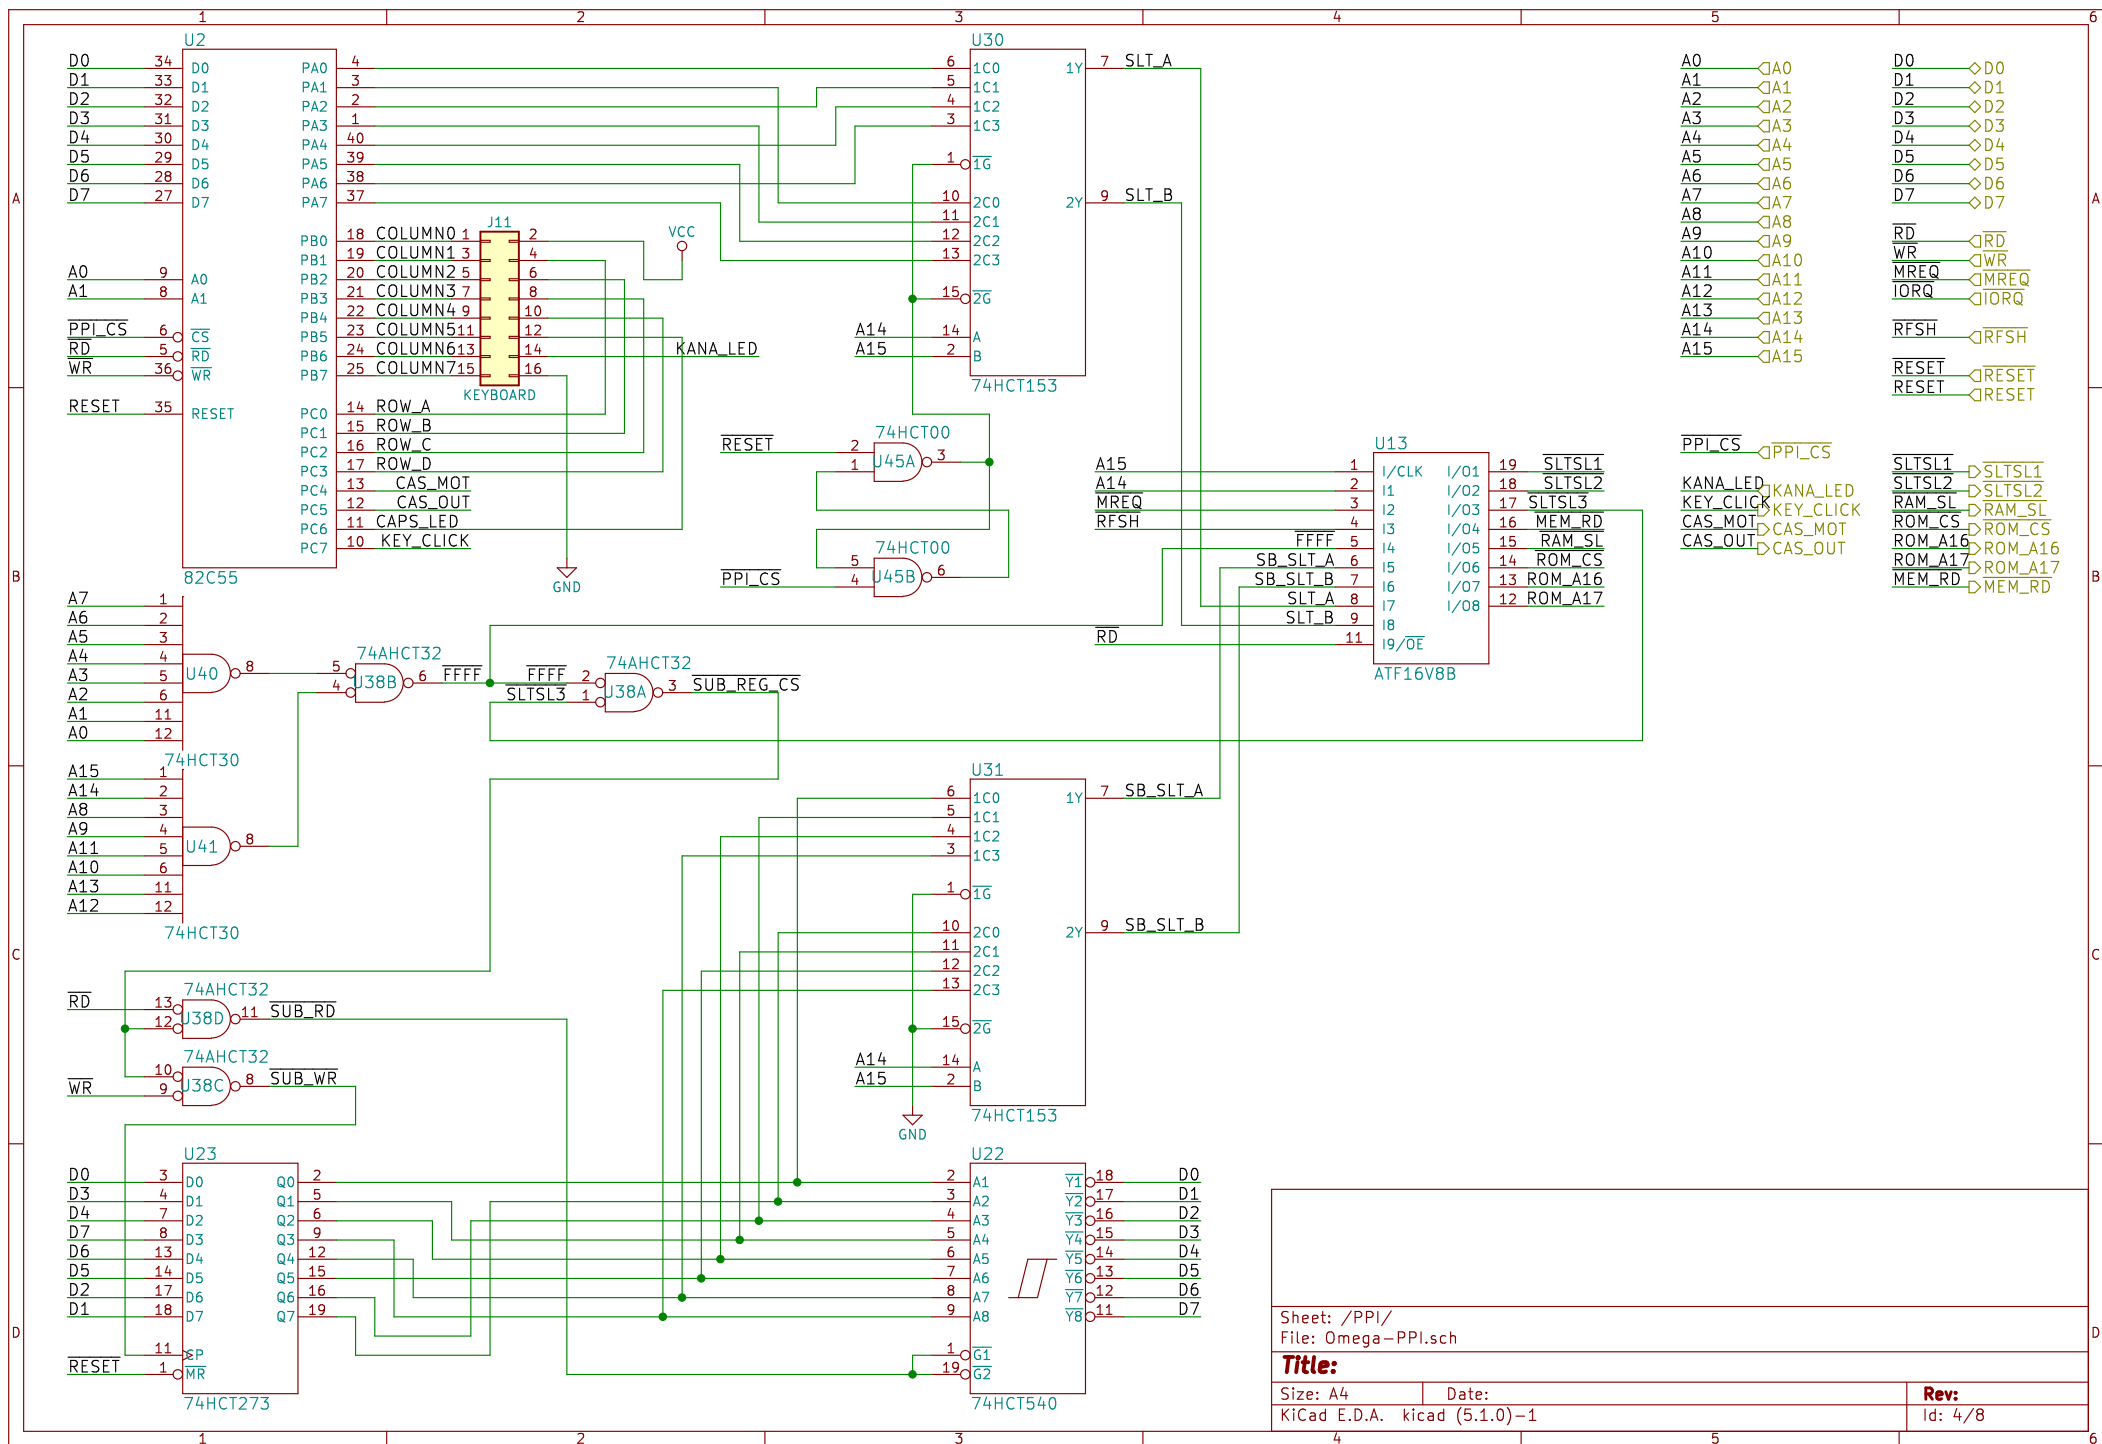 1 2 3 4 5 6
A B C D
U2
D0 34 D0 PA0 4
D1 33 D1 PA1 3
D2 32 D2 PA2 2
D3 31 D3 PA3 1
D4 30 D4 PA4 40
D5 29 D5 PA5 39
D6 28 D6 PA6 38
D7 27 D7 PA7 37
PB0 18 COLUMN0 1 2
PB1 19 COLUMN1 3 4
A0 9 A0 PB2 20 COLUMN2 5 6
A1 8 A1 PB3 21 COLUMN3 7 8
PB4 22 COLUMN4 9 10
PPI_CS 6 CS PB5 23 COLUMN5 11 12
RD 5 RD PB6 24 COLUMN6 13 14 KANA_LED
WR 36 WR PB7 25 COLUMN7 15 16
J11
KEYBOARD
VCC
RESET 35 RESET PC0 14 ROW_A
PC1 15 ROW_B
PC2 16 ROW_C
PC3 17 ROW_D
PC4 13 CAS_MOT
PC5 12 CAS_OUT
PC6 11 CAPS_LED
PC7 10 KEY_CLICK
82C55
GND
U30
6 1C0 1Y 7 SLT_A
5 1C1
4 1C2
3 1C3
1 1G
10 2C0 2Y 9 SLT_B
11 2C1
12 2C2
13 2C3
15 2G
A14 14 A
A15 2 B
74HCT153
74HCT00
RESET 2
1
U45A 3
74HCT00
5
PPI_CS 4
U45B 6
U13
A15 1 I/CLK I/O1 19 SLTSL1
A14 2 I1 I/O2 18 SLTSL2
MREQ 3 I2 I/O3 17 SLTSL3
RFSH 4 I3 I/O4 16 MEM_RD
FFFF 5 I4 I/O5 15 RAM_SL
SB_SLT_A 6 I5 I/O6 14 ROM_CS
SB_SLT_B 7 I6 I/O7 13 ROM_A16
SLT_A 8 I7 I/O8 12 ROM_A17
SLT_B 9 I8
RD 11 I9/OE
ATF16V8B
A0 A0
A1 A1
A2 A2
A3 A3
A4 A4
A5 A5
A6 A6
A7 A7
A8 A8
A9 A9
A10 A10
A11 A11
A12 A12
A13 A13
A14 A14
A15 A15
PPI_CS PPI_CS
KANA_LED KANA_LED
KEY_CLICK KEY_CLICK
CAS_MOT CAS_MOT
CAS_OUT CAS_OUT
D0 D0
D1 D1
D2 D2
D3 D3
D4 D4
D5 D5
D6 D6
D7 D7
RD RD
WR WR
MREQ MREQ
IORQ IORQ
RFSH RFSH
RESET RESET
RESET RESET
SLTSL1 SLTSL1
SLTSL2 SLTSL2
RAM_SL RAM_SL
ROM_CS ROM_CS
ROM_A16 ROM_A16
ROM_A17 ROM_A17
MEM_RD MEM_RD
A7 1
A6 2
A5 3
A4 4
A3 5
A2 6
A1 11
A0 12
U40 8
74HCT30
A15 1
A14 2
A8 3
A9 4
A11 5
A10 6
A13 11
A12 12
U41 8
74HCT30
74AHCT32
5
4
U38B 6 FFFF
74AHCT32
FFFF 2
SLTSL3 1
U38A 3 SUB_REG_CS
74AHCT32
RD 13
12
U38D 11 SUB_RD
74AHCT32
10
WR 9
U38C 8 SUB_WR
U31
6 1C0 1Y 7 SB_SLT_A
5 1C1
4 1C2
3 1C3
1 1G
10 2C0 2Y 9 SB_SLT_B
11 2C1
12 2C2
13 2C3
15 2G
A14 14 A
A15 2 B
74HCT153
GND
U23
D0 3 D0 Q0 2
D3 4 D1 Q1 5
D4 7 D2 Q2 6
D7 8 D3 Q3 9
D6 13 D4 Q4 12
D5 14 D5 Q5 15
D2 17 D6 Q6 16
D1 18 D7 Q7 19
11 CP
RESET 1 MR
74HCT273
U22
2 A1 Y1 18 D0
3 A2 Y2 17 D1
4 A3 Y3 16 D2
5 A4 Y4 15 D3
6 A5 Y5 14 D4
7 A6 Y6 13 D5
8 A7 Y7 12 D6
9 A8 Y8 11 D7
1 G1
19 G2
74HCT540
Sheet: /PPI/
File: Omega-PPI.sch
Title:
Size: A4 Date: Rev:
KiCad E.D.A. kicad (5.1.0)-1 Id: 4/8
A B C D
1 2 3 4 5 6